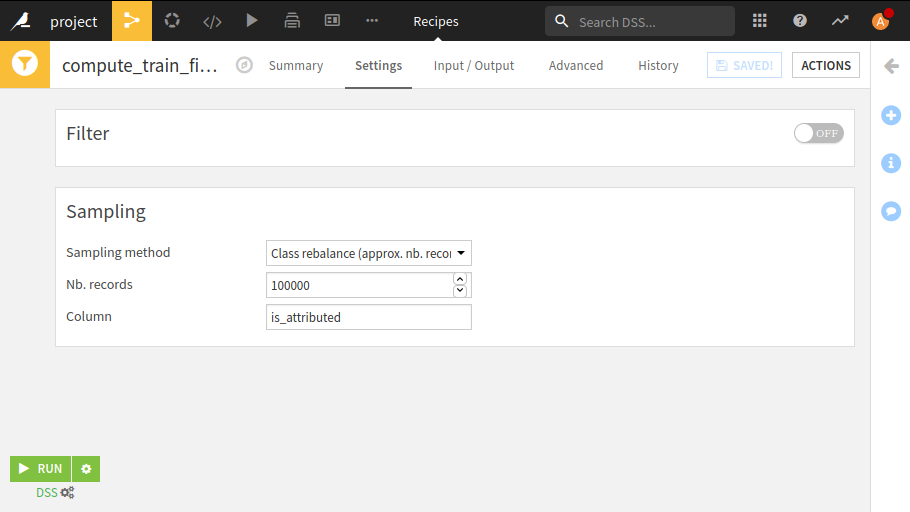 project
Recipes
Search DSS...
A
compute_train_fi...
Summary
Settings
Input / Output
Advanced
History
SAVED!
ACTIONS
Filter
OFF
Sampling
Sampling method
Class rebalance (approx. nb. recor
Nb. records
100000
Column
is_attributed
RUN
DSS